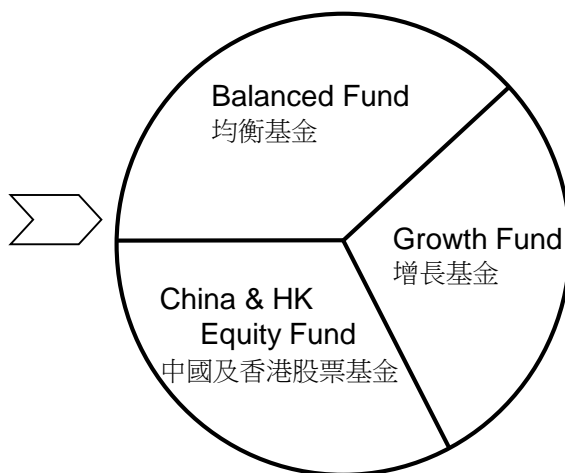 Balanced Fund
均衡基金
Growth Fund
增長基金
China & HK
Equity Fund
中國及香港股票基金